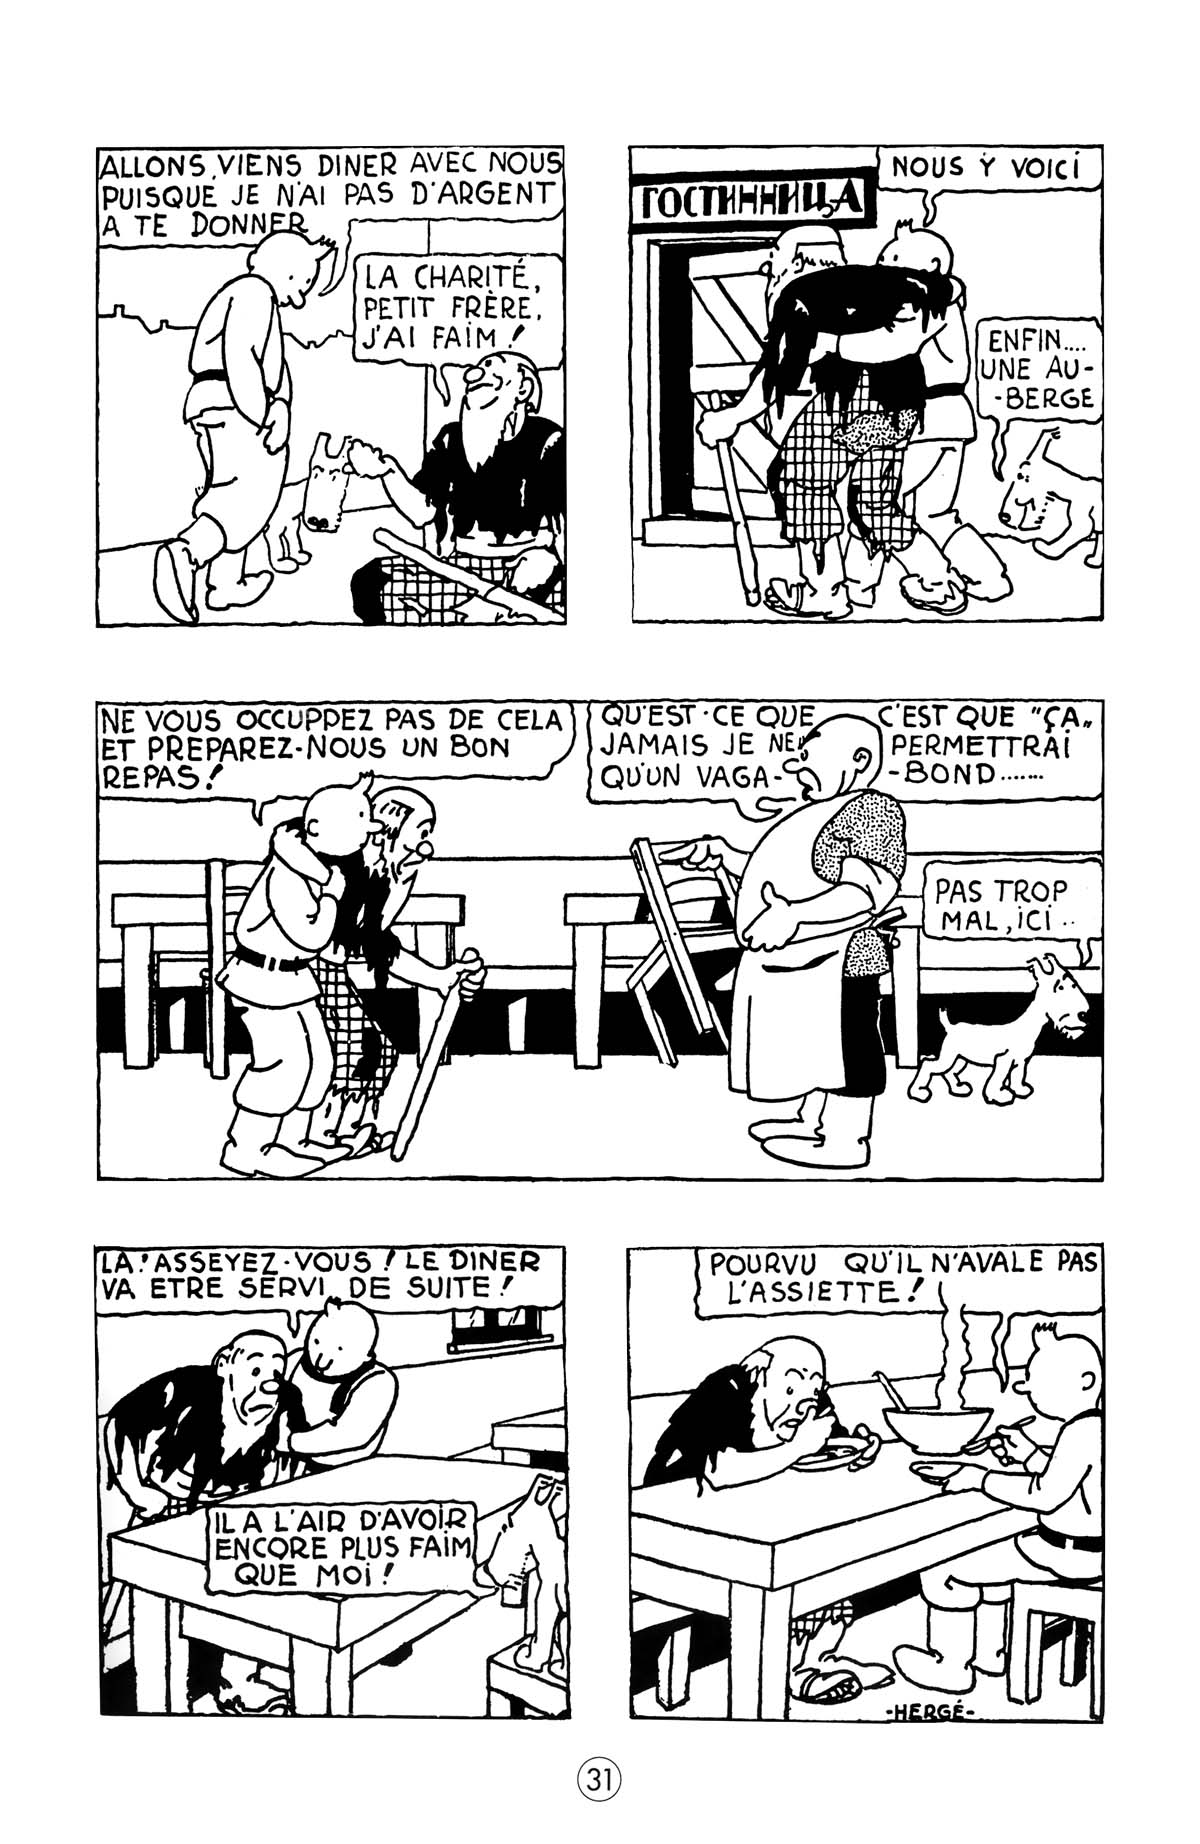 ALLONS, VIENS DINER AVEC NOUS
PUISQUE JE N'AI PAS D'ARGENT
A TE DONNER
LA CHARITÉ,
PETIT FRÈRE,
J'AI FAIM!
ГОСТИННИЦА
NOUS Y VOICI
ENFIN....
UNE AU-
-BERGE
NE VOUS OCCUPPEZ PAS DE CELA
ET PREPAREZ-NOUS UN BON
REPAS!
QU'EST-CE QUE C'EST QUE "ÇA„
JAMAIS JE NE PERMETTRAI
QU'UN VAGA- -BOND.......
PAS TROP
MAL, ICI..
LA! ASSEYEZ-VOUS! LE DINER
VA ETRE SERVI DE SUITE!
IL A L'AIR D'AVOIR
ENCORE PLUS FAIM
QUE MOI!
POURVU QU'IL N'AVALE PAS
L'ASSIETTE!
-HERGÉ-
31